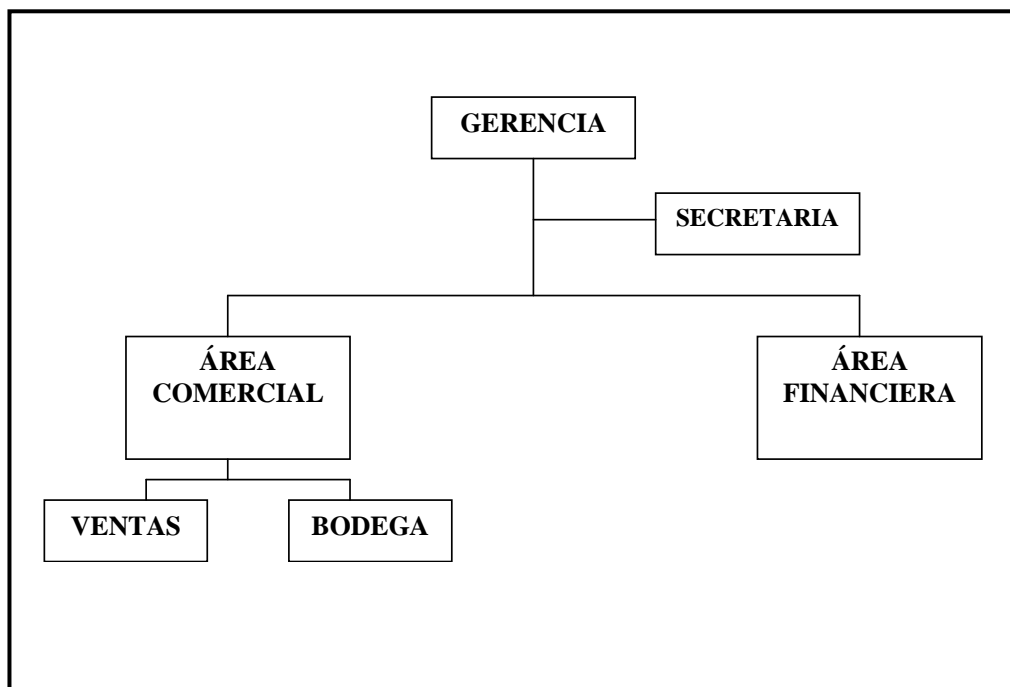 GERENCIA
SECRETARIA
ÁREA
COMERCIAL
ÁREA
FINANCIERA
VENTAS
BODEGA